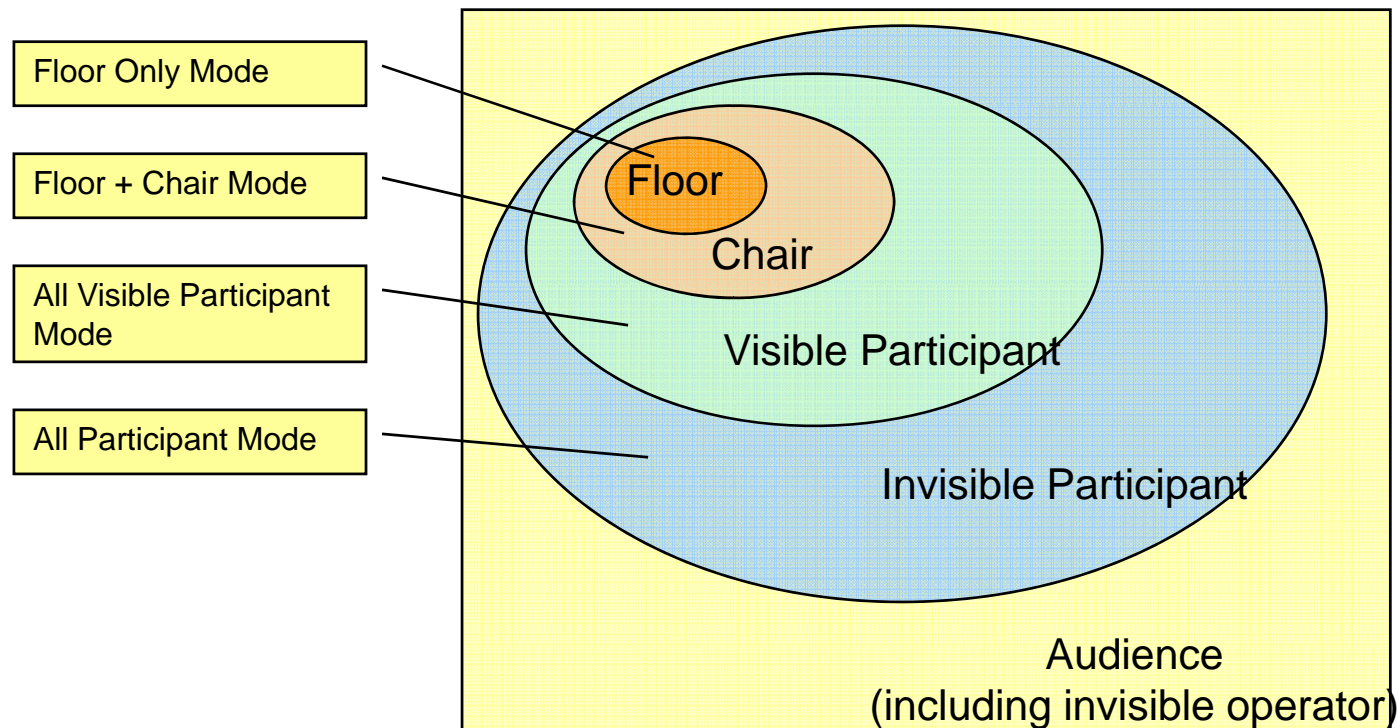 Floor Only Mode
Floor + Chair Mode
All Visible Participant
Mode
All Participant Mode
Floor
Chair
Visible Participant
Invisible Participant
Audience
(including invisible operator)